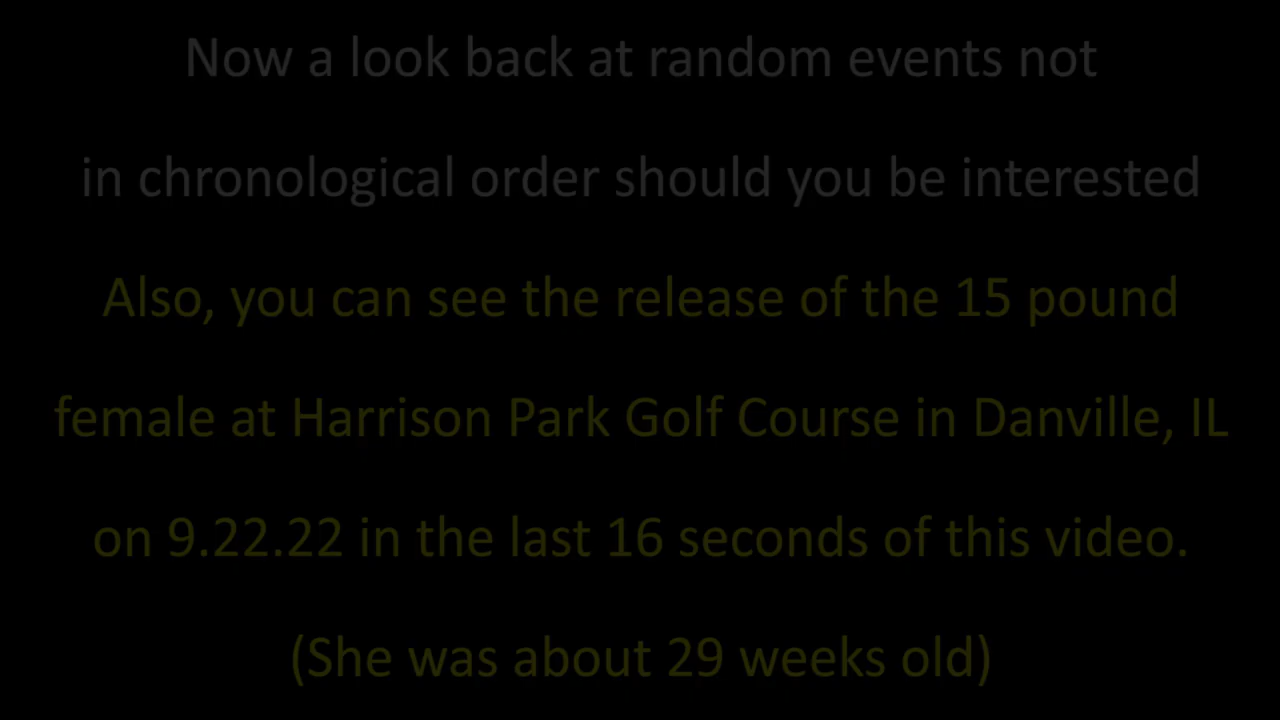 Now a look back at random events not
in chronological order should you be interested
Also, you can see the release of the 15 pound
female at Harrison Park Golf Course in Danville, IL
on 9.22.22 in the last 16 seconds of this video.
(She was about 29 weeks old)